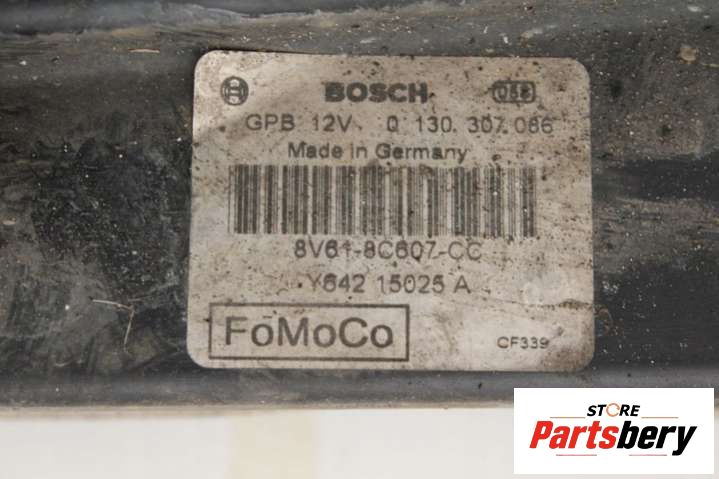 BOSCH 058
GPB 12V 0 130 307 086
Made in Germany
8V61-8C607-CC
Y642 15025 A
FoMoCo
CF339
STORE
Partsbery